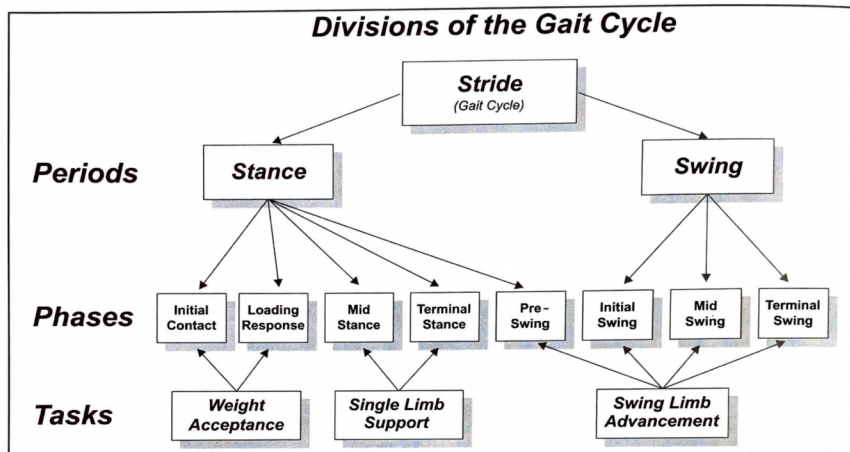 Divisions of the Gait Cycle
Stride
(Gait Cycle)
Periods
Stance
Swing
Phases
Initial
Contact
Loading
Response
Mid
Stance
Terminal
Stance
Pre-
Swing
Initial
Swing
Mid
Swing
Terminal
Swing
Tasks
Weight
Acceptance
Single Limb
Support
Swing Limb
Advancement